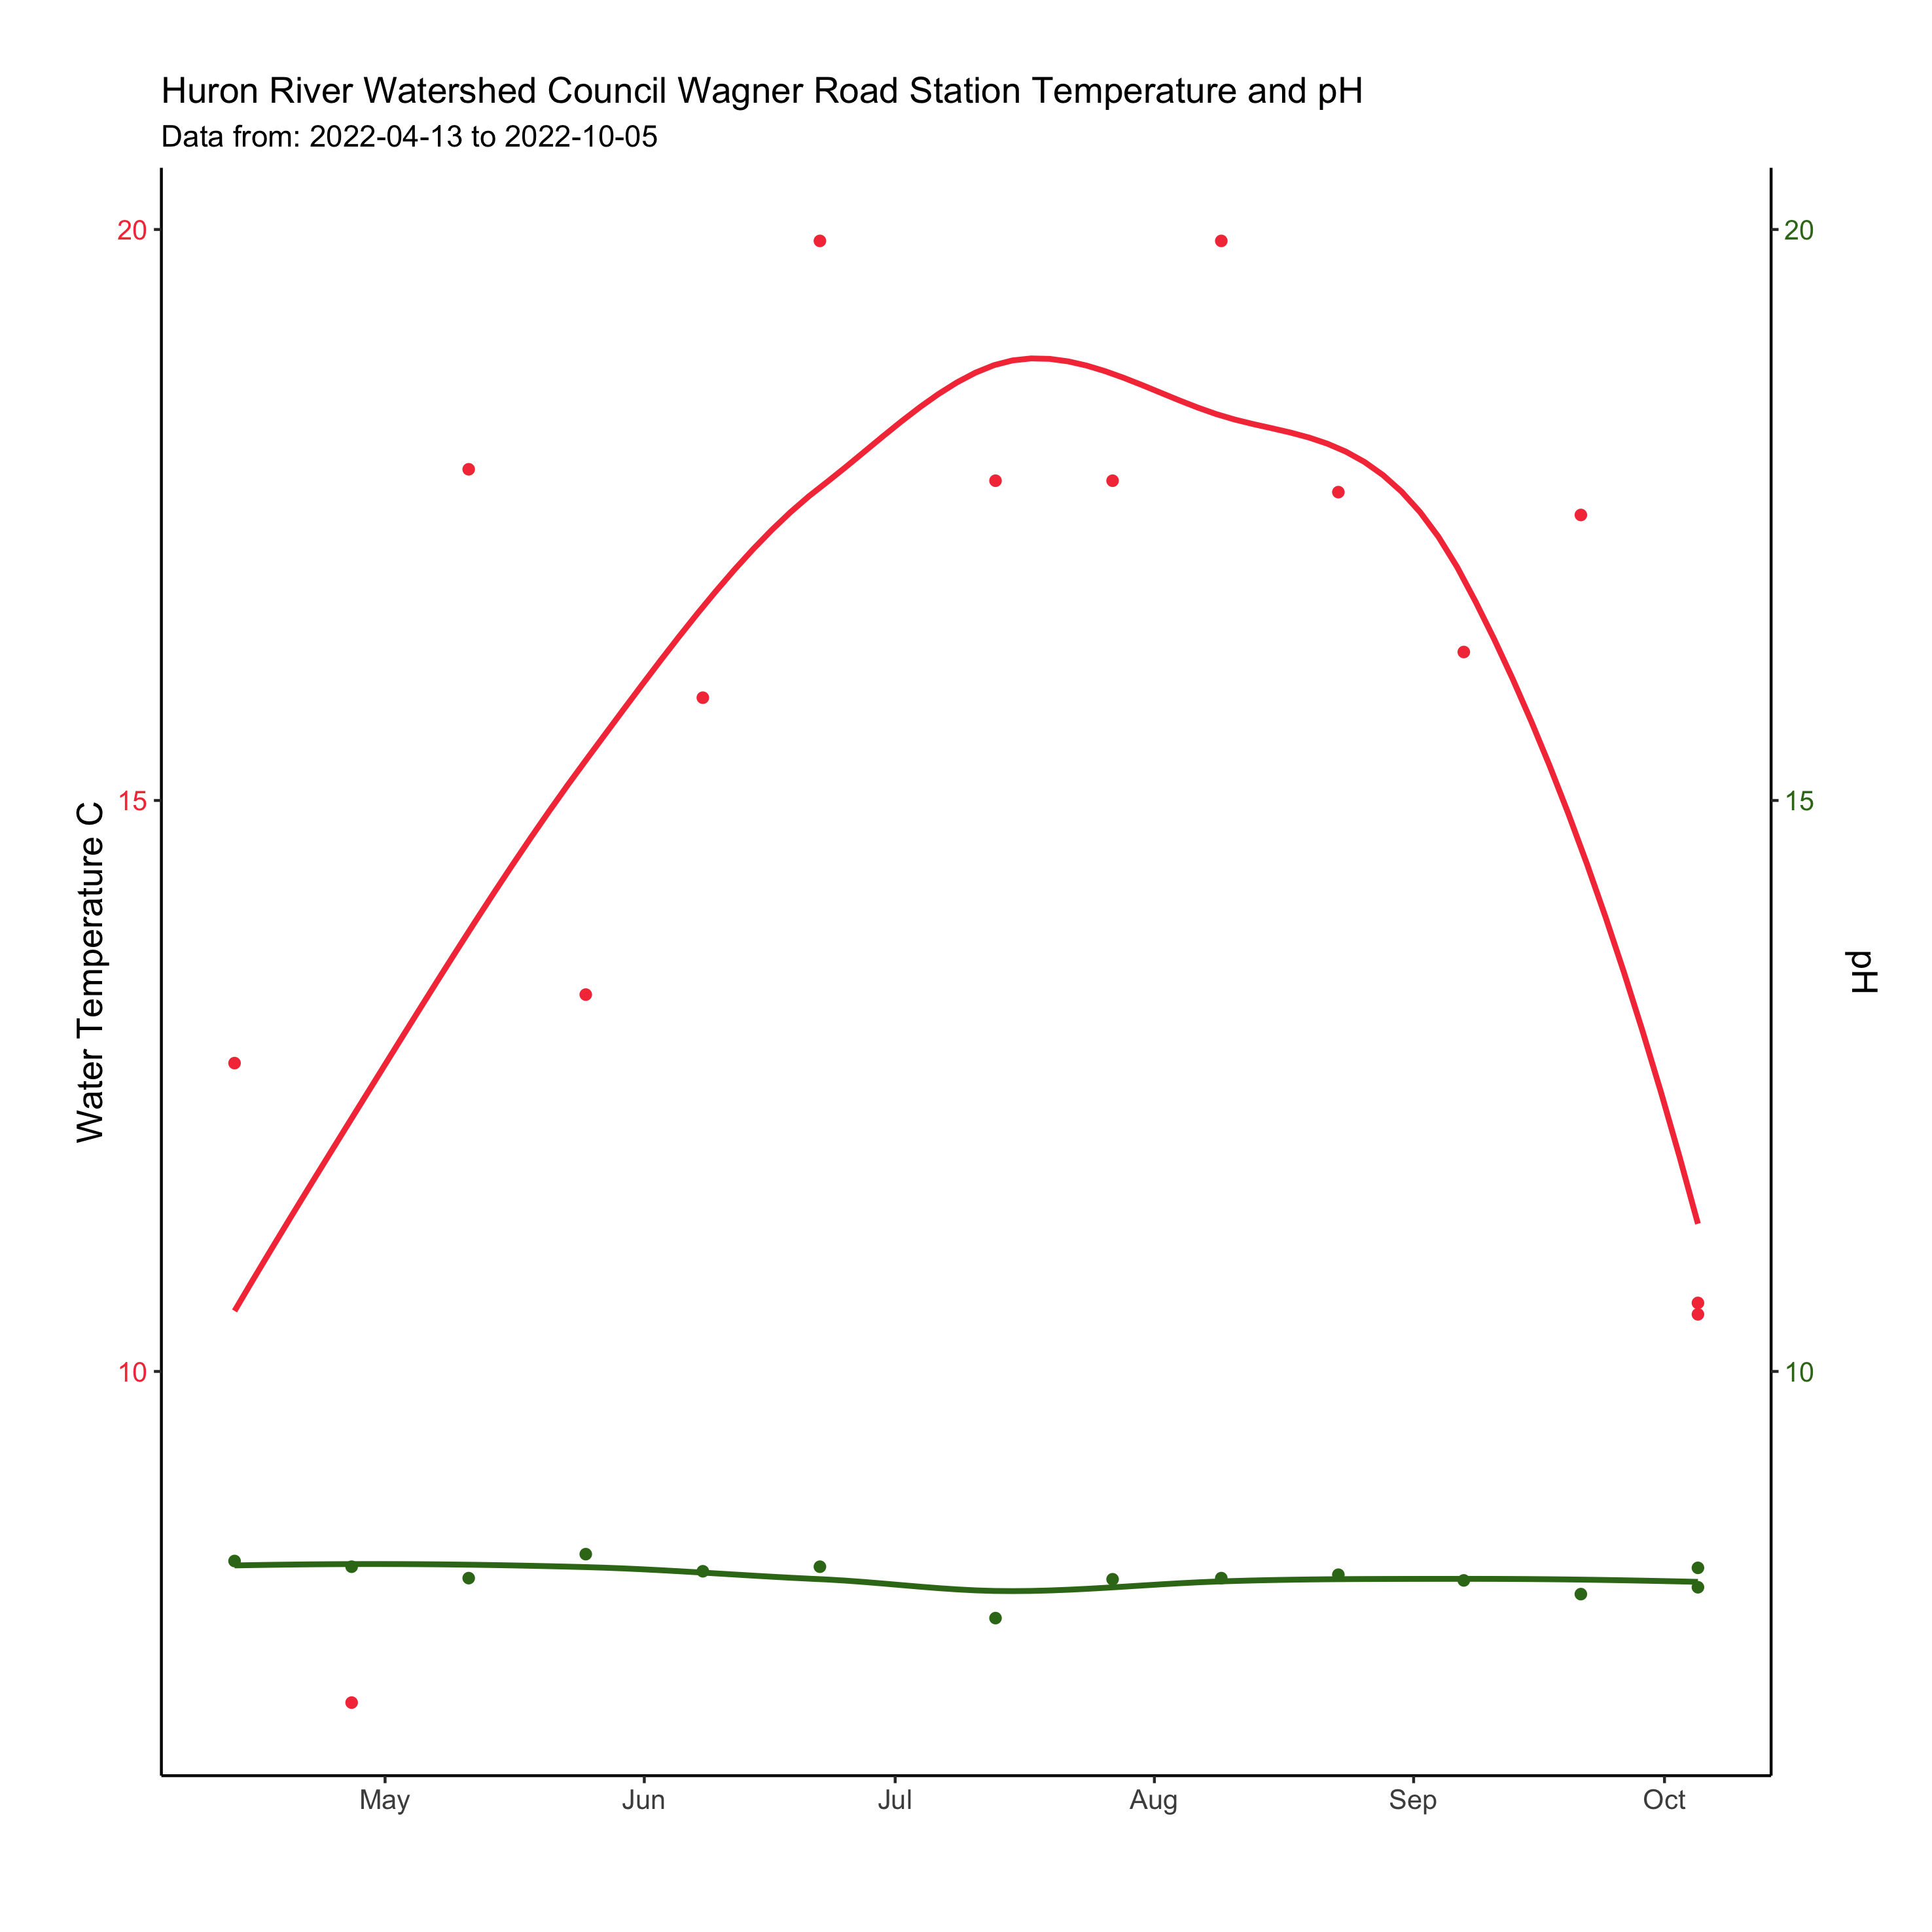 Huron River Watershed Council Wagner Road Station Temperature and pH
Data from: 2022-04-13 to 2022-10-05
20
15
10
Water Temperature C
20
15
10
pH
May Jun Jul Aug Sep Oct